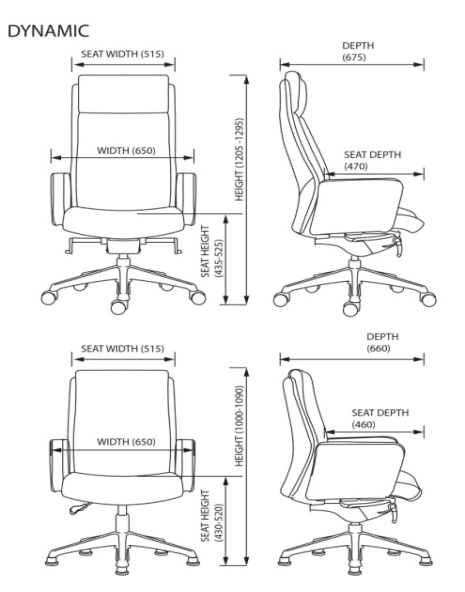 DYNAMIC
SEAT WIDTH (515)
DEPTH
(675)
WIDTH (650)
HEIGHT (1205 -1295)
SEAT DEPTH
(470)
SEAT HEIGHT
(435-525)
SEAT WIDTH (515)
DEPTH
(660)
WIDTH (650)
HEIGHT (1000-1090)
SEAT DEPTH
(460)
SEAT HEIGHT
(430-520)